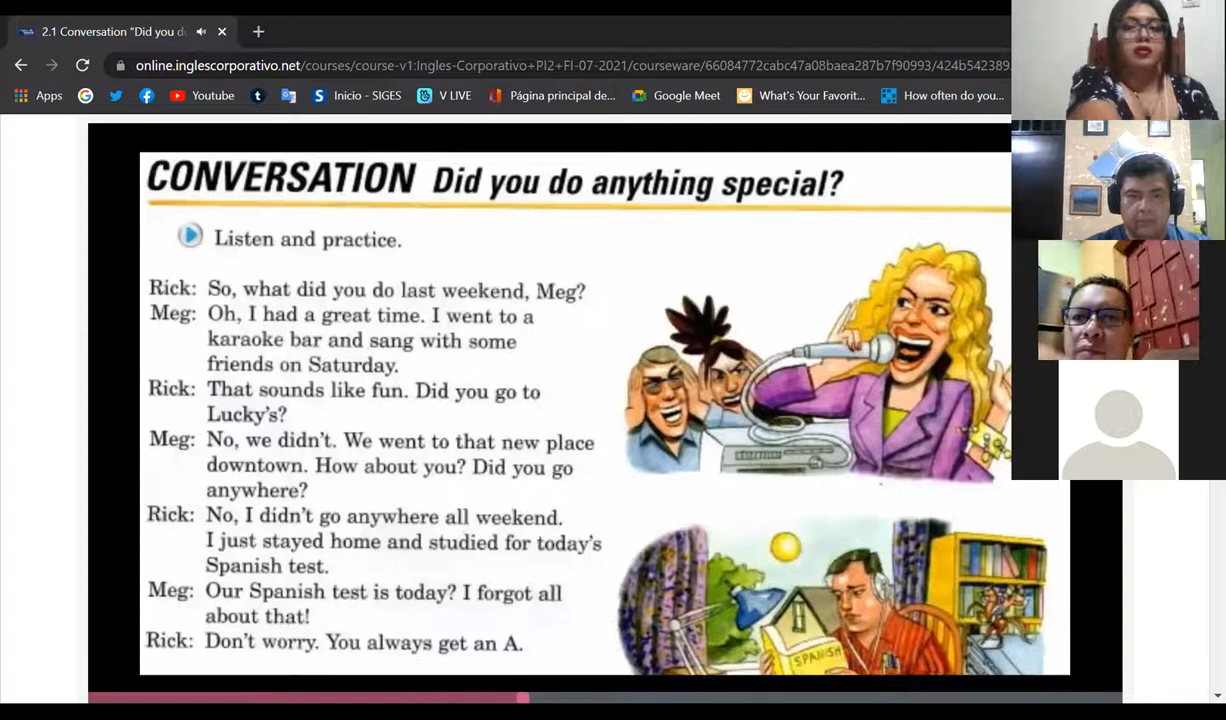 2.1 Conversation "Did you d
online.inglescorporativo.net/courses/course-v1:Ingles-Corporativo+PI2+FI-07-2021/courseware/66084772cabc47a08baea287b7f90993/424b542389
Apps
Youtube
Inicio - SIGES
V LIVE
Página principal de...
Google Meet
What's Your Favorit...
How often do you...
CONVERSATION Did you do anything special?
Listen and practice.
Rick: So, what did you do last weekend, Meg?
Meg: Oh, I had a great time. I went to a
karaoke bar and sang with some
friends on Saturday.
Rick: That sounds like fun. Did you go to
Lucky's?
Meg: No, we didn't. We went to that new place
downtown. How about you? Did you go
anywhere?
Rick: No, I didn't go anywhere all weekend.
I just stayed home and studied for today's
Spanish test.
Meg: Our Spanish test is today? I forgot all
about that!
Rick: Don't worry. You always get an A.
SPANISH